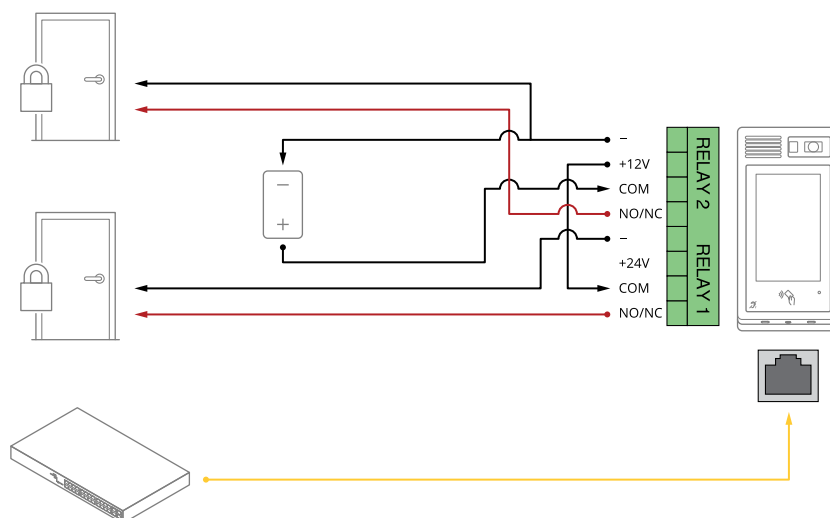 –
+12V
COM
NO/NC
–
+24V
COM
NO/NC
RELAY 2
RELAY 1
–
+